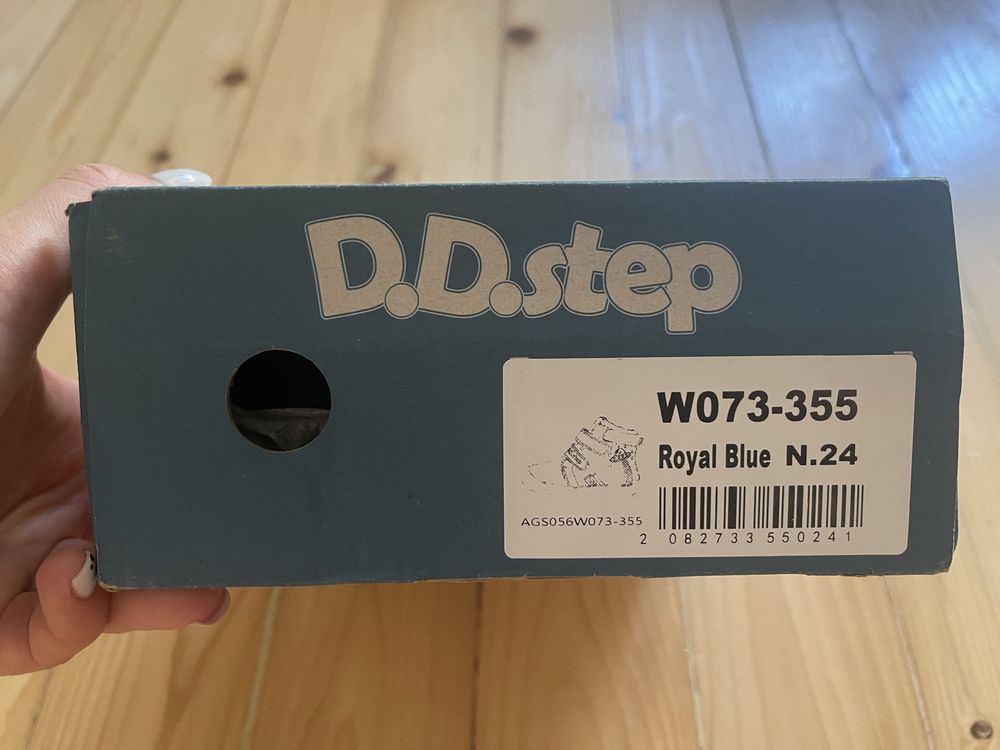 D.D.step
W073-355
Royal Blue N.24
AGS056W073-355
2 082733 550241